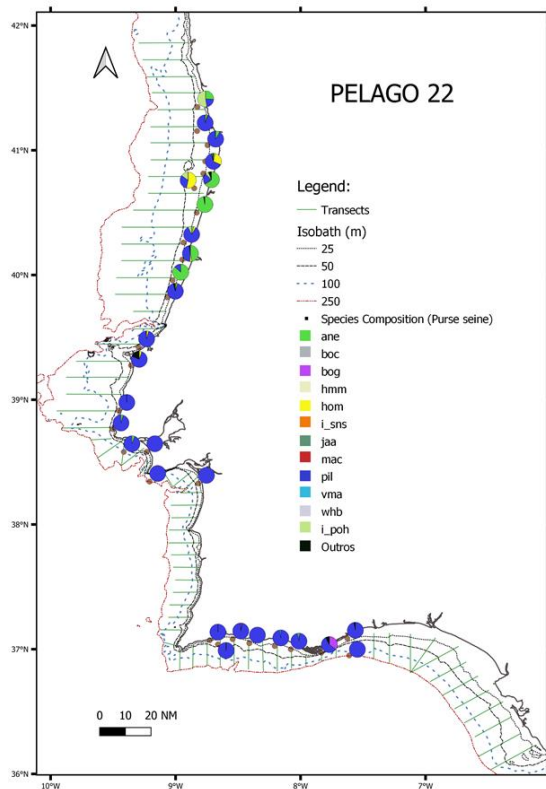 42°N
PELAGO 22
41°N
Legend:
Transects
Isobath (m)
25
50
100
250
40°N
Species Composition (Purse seine)
ane
boc
bog
hmm
hom
i_sns
jaa
mac
pil
vma
whb
i_poh
Outros
39°N
38°N
37°N
0 10 20 NM
36°N
10°W 9°W 8°W 7°W